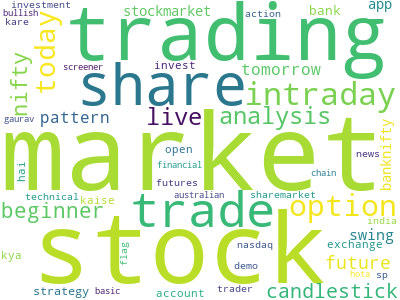 investment
bullish
kare
stockmarket
action
bank
app
trading
today
nifty
screener
invest
tomorrow
share
intraday
gaurav
pattern
live
analysis
market
hai
open
financial
chain
news
banknifty
technical
kaise
futures
australian
sharemarket
beginner
trade
option
india
kya
flag
stock
nasdaq
exchange
swing
future
sp
hota
demo
strategy
basic
account
trader
candlestick